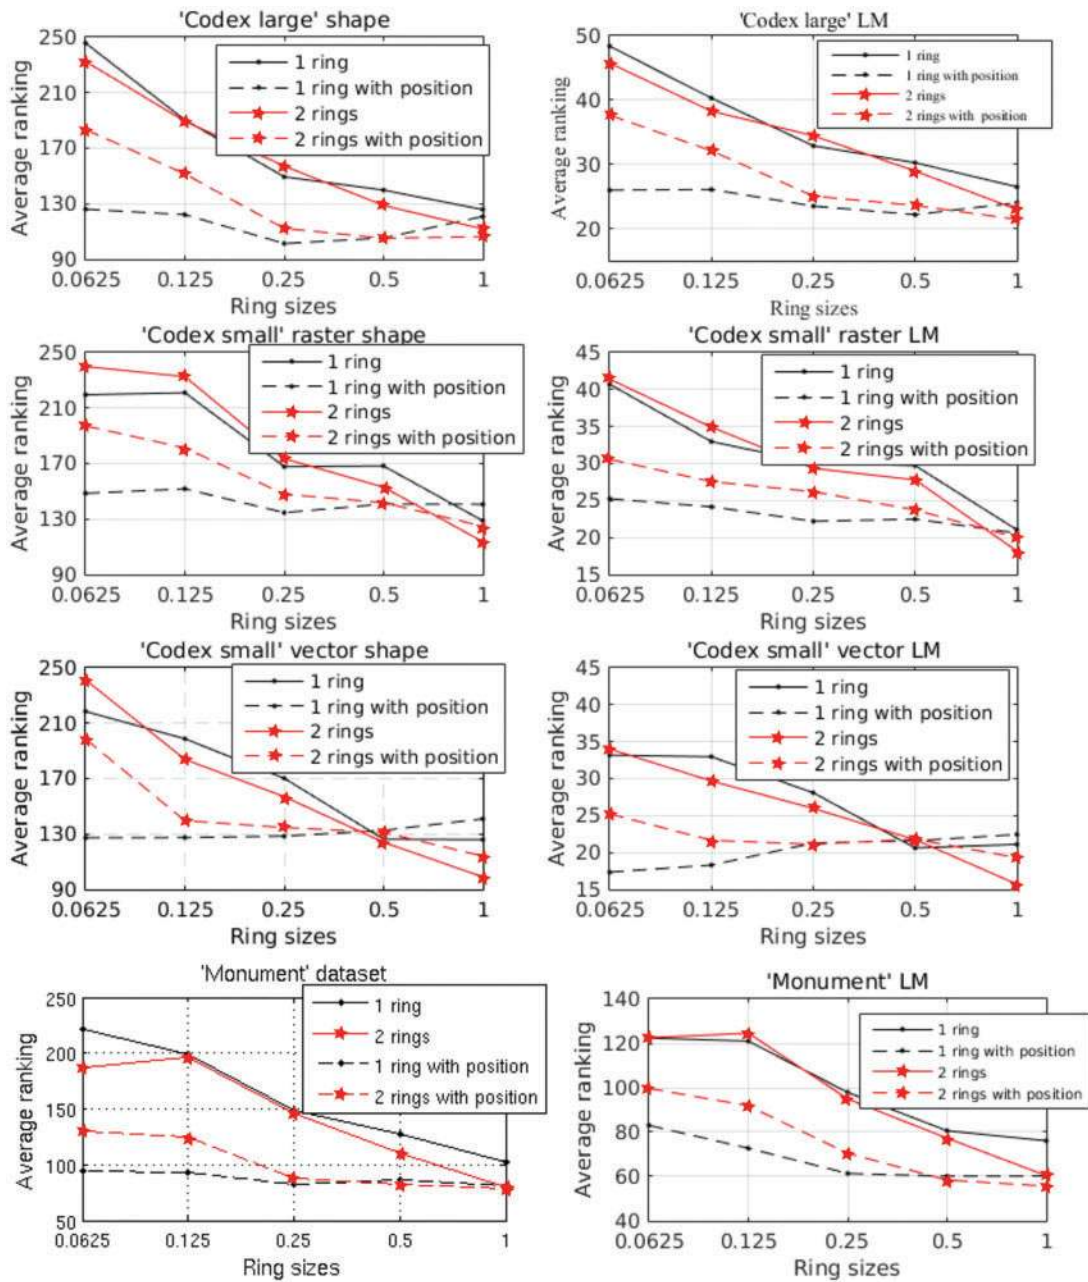 'Codex large' shape
250
210
170
130
90
Average ranking
1 ring
1 ring with position
2 rings
2 rings with position
0.0625 0.125 0.25 0.5 1
Ring sizes
'Codex large' LM
50
40
30
20
Average ranking
1 ring
1 ring with position
2 rings
2 rings with position
0.0625 0.125 0.25 0.5 1
Ring sizes
'Codex small' raster shape
250
210
170
130
90
Average ranking
1 ring
1 ring with position
2 rings
2 rings with position
0.0625 0.125 0.25 0.5 1
Ring sizes
'Codex small' raster LM
45
40
35
30
25
20
15
Average ranking
1 ring
1 ring with position
2 rings
2 rings with position
0.0625 0.125 0.25 0.5 1
Ring sizes
'Codex small' vector shape
250
210
170
130
90
Average ranking
1 ring
1 ring with position
2 rings
2 rings with position
0.0625 0.125 0.25 0.5 1
Ring sizes
'Codex small' vector LM
45
40
35
30
25
20
15
Average ranking
1 ring
1 ring with position
2 rings
2 rings with position
0.0625 0.125 0.25 0.5 1
Ring sizes
'Monument' dataset
250
200
150
100
50
Average ranking
1 ring
2 rings
1 ring with position
2 rings with position
0.0625 0.125 0.25 0.5 1
Ring sizes
'Monument' LM
140
120
100
80
60
40
Average ranking
1 ring
1 ring with position
2 rings
2 rings with position
0.0625 0.125 0.25 0.5 1
Ring sizes